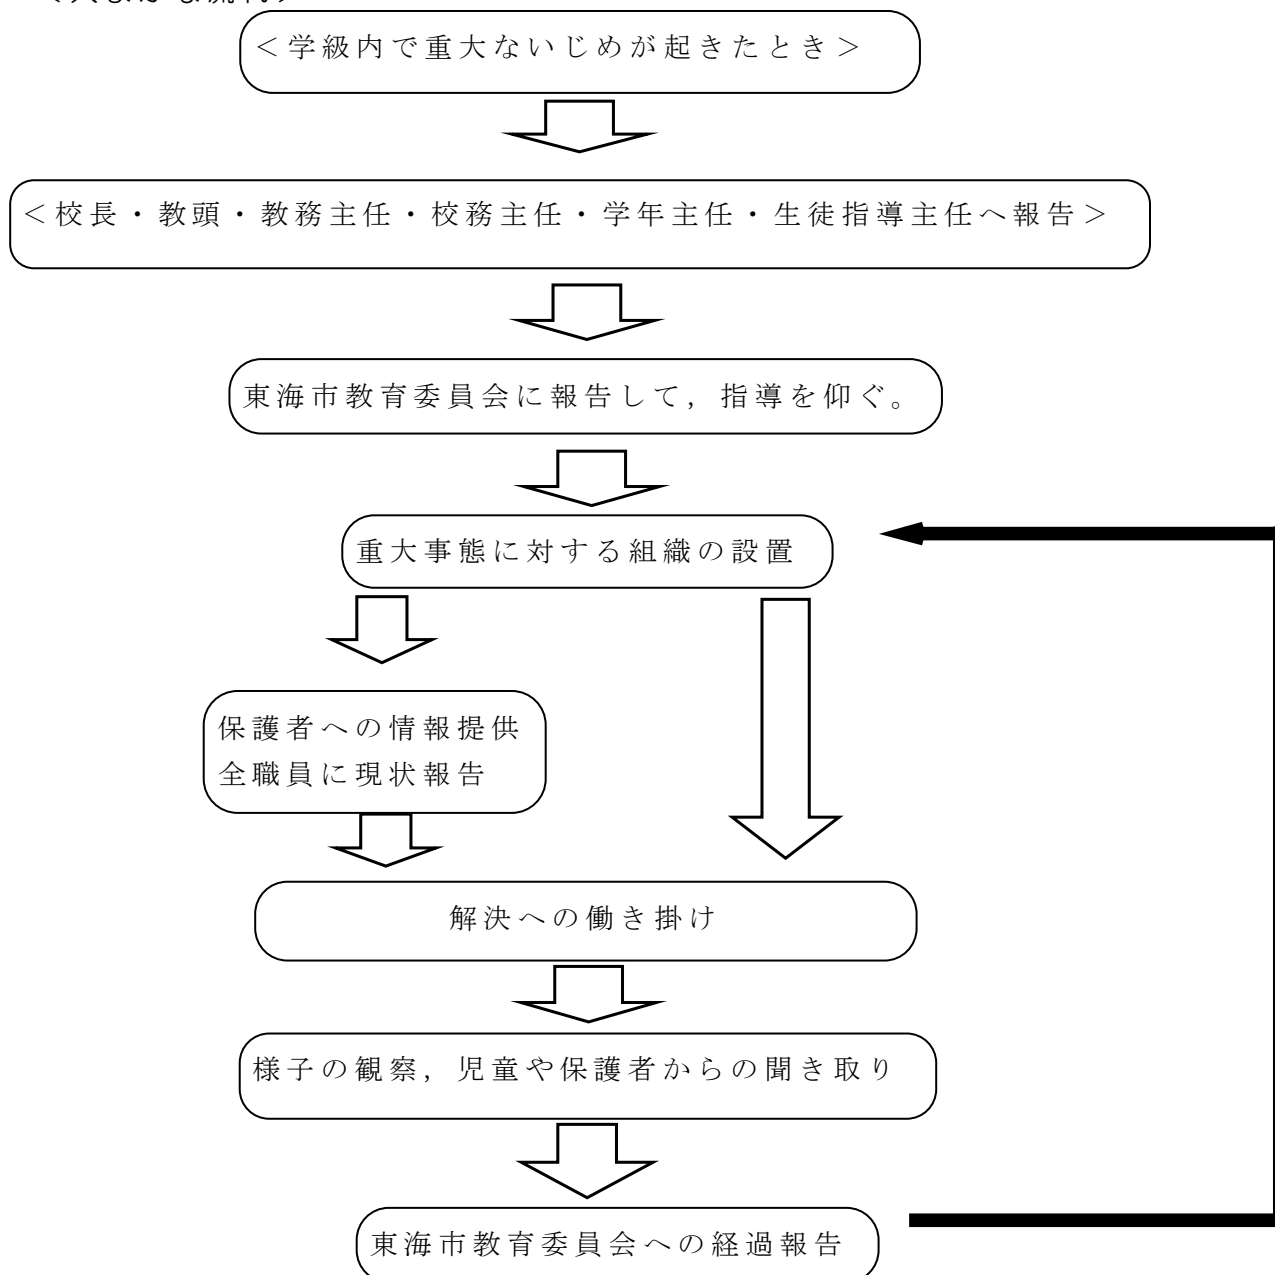 ＜学級内で重大ないじめが起きたとき＞
＜校長・教頭・教務主任・校務主任・学年主任・生徒指導主任へ報告＞
東海市教育委員会に報告して，指導を仰ぐ。
重大事態に対する組織の設置
保護者への情報提供
全職員に現状報告
解決への働き掛け
様子の観察，児童や保護者からの聞き取り
東海市教育委員会への経過報告